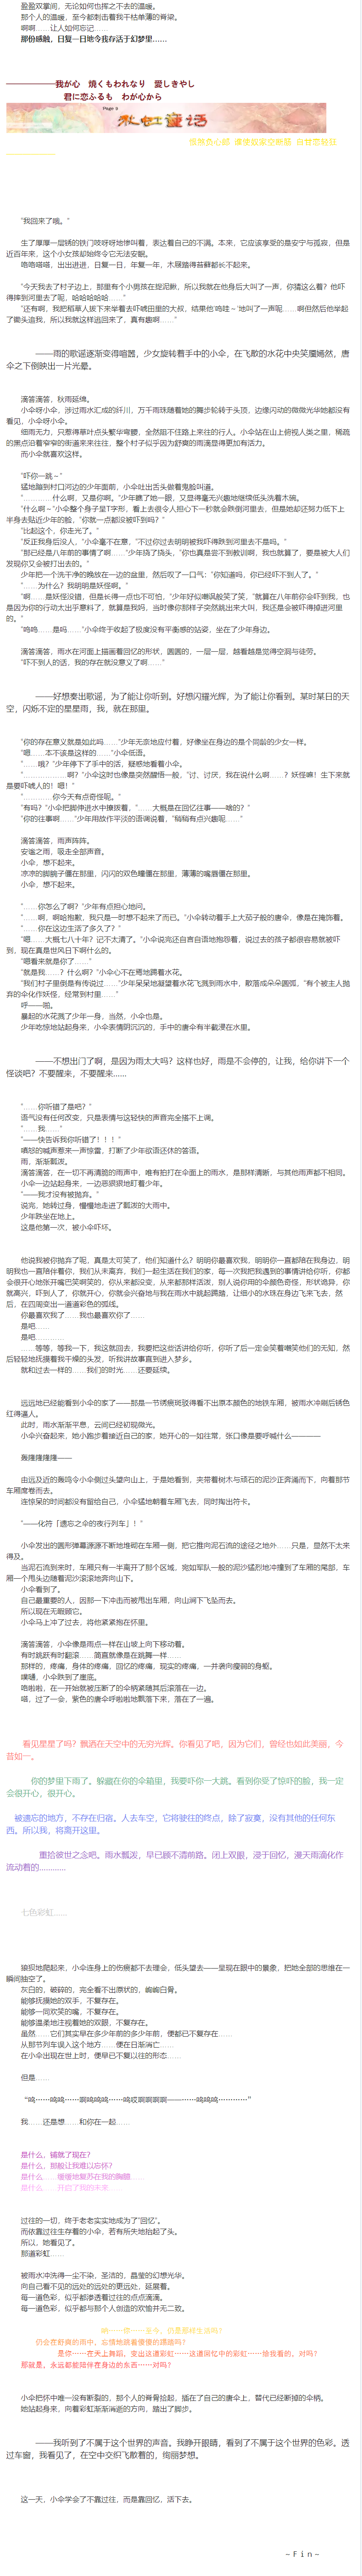 盈盈双掌间，无论如何也挥之不去的温暖。
那个人的温暖，至今都刺击着我干枯单薄的脊梁。
啊啊……让人如何忘记……
那份感触，日复一日地令我存活于幻梦里……
——————我が心　焼くもわれなり　愛しきやし
君に恋ふるも　わが心から
Page 3
秋虹童话
"我回来了哦。"
生了厚厚一层锈的铁门吱呀吱呀地惨叫着，表达着自己的不满。本来，它应该享受的是安宁与孤寂，但是
近百年来，这个小女孩却始终令它无法安眠。
咯咯嗒嗒，出出进进，日复一日，年复一年，木屐踏得苔藓都长不起来。
"今天我去了村子边上，那里有个小男孩在捉泥鳅，所以我就在他身后大叫了一声，你猜这么着？他吓
得摔到河里去了呢，哈哈哈哈哈……"
"还有啊，我把稻草人拔下来举着去吓唬田里的大叔，结果他'呜哇～'地叫了一声呢……啊但然后他举起
了锄头追我，所以我就这样逃回来了，真有趣啊……"
——雨的歌谣逐渐变得喧嚣，少女旋转着手中的小伞，在飞散的水花中央笑靥嫣然，唐
伞之下倒映出一片光晕。
滴答滴答，秋雨延绵。
小伞呀小伞，涉过雨水汇成的纤川，万千雨珠随着她的舞步轮转于头顶，边缘闪动的微微光华她都没有
看见，小伞呀小伞。
细雨无力，只惹得草叶点头鬈华弯腰，全然阻不住路上来往的行人。小伞站在山上俯视人类之里，稀疏
的黑点沿着窄窄的街道来来往往，整个村子似乎因为舒爽的雨滴显得更加有活力。
而小伞就喜欢这样。
"吓你一跳～"
猛地蹦到村口河边的少年面前，小伞吐出舌头做着鬼脸叫道。
"…………什么啊，又是你啊。"少年瞧了她一眼，又显得毫无兴趣地继续低头洗着木碗。
"什么啊～"小伞整个身子呈T字形，看上去很令人担心下一秒就会跌倒河里去，但是她却还努力低下上
半身去贴近少年的脸，"你就一点都没被吓到吗？"
"比起这个，你走光了。"
"反正我身后没人，"小伞毫不在意，"不过你过去明明被我吓得跌到河里去不是吗。"
"那已经是八年前的事情了啊……"少年挠了挠头，"你也真是尝不到教训啊，我也就算了，要是被大人们
发现你又会被打出去的。"
少年把一个洗干净的晚放在一边的盆里，然后叹了一口气："你知道吗，你已经吓不到人了。"
"……为什么？我明明是妖怪啊。"
"啊……是妖怪没错，但是长得一点也不可怕，"少年好似嘲讽般笑了笑，"就算在八年前你会吓到我，也
是因为你的行动太出乎意料了，就算是我妈，当时像你那样子突然跳出来大叫，我还是会被吓得掉进河里
的。"
"呜呜……是吗……"小伞终于收起了极度没有平衡感的站姿，坐在了少年身边。
滴答滴答，雨水在河面上描画着回忆的形状，圆圆的，一层一层，越看越是觉得空洞与徒劳。
"吓不到人的话，我的存在就没意义了啊……"
——好想奏出歌谣，为了能让你听到。好想闪耀光辉，为了能让你看到。某时某日的天
空，闪烁不定的星星雨，我，就在那里。
"你的存在意义就是如此吗……"少年无奈地应付着，好像坐在身边的是个同龄的少女一样。
"嗯……本不该是这样的……"小伞低语。
"……哦？"少年停下了手中的活，疑惑地看着小伞。
"………………啊？"小伞这时也像是突然醒悟一般，"讨、讨厌，我在说什么啊……？妖怪嘛！生下来就
是要吓唬人的！嗯！"
"…………你今天有点奇怪呢。"
"有吗？"小伞把脚伸进水中摆拨着，"……大概是在回忆往事——啥的？"
"你的往事啊……"少年用故作平淡的语调说着，"稍稍有点兴趣呢……"
滴答滴答，雨声阵阵。
安谧之雨，吸走全部声音。
小伞，想不起来。
凉凉的脚腕子僵在那里，闪闪的双色瞳僵在那里，薄薄的嘴唇僵在那里。
小伞，想不起来。
"……你怎么了啊？"少年有点担心地问。
"……啊，啊哈抱歉，我只是一时想不起来了而已。"小伞转动着手上大茄子般的唐伞，像是在掩饰着。
"……你在这边生活了多久了？"
"嗯……大概七八十年？记不太清了。"小伞说完还自言自语地抱怨着，说过去的孩子都很容易就被吓
到，现在真是世风日下啊什么的。
"嗯看来就是你了……"
"就是我……？什么啊？"小伞心不在焉地踢着水花。
"我们村子里倒是有传说过……"少年呆呆地凝望着水花飞溅到雨水中，散落成朵朵圆弧，"有个被主人抛
弃的伞化作妖怪，经常到村里……"
呼——啪。
暴起的水花溅了少年一身，当然，小伞也是。
少年吃惊地站起身来，小伞表情阴沉沉的，手中的唐伞有半截浸在水里。
——不想出门了啊，是因为雨太大吗？这样也好，雨是不会停的，让我，给你讲下一个
怪谈吧？不要醒来，不要醒来……
"……你听错了是吧？"
语气没有任何改变，只是表情与这轻快的声音完全搭不上调。
"……我……"
"——快告诉我你听错了！！！"
嘶怒的喊声惹来一声惊雷，打断了少年欲语还休的答语。
雨，渐渐瓢泼。
滴答滴答，在一切不再清脆的雨声中，唯有拍打在伞面上的雨水，是那样清晰，与其他雨声都不相同。
小伞一边站起身来，一边恶狠狠地盯着少年。
"——我才没有被抛弃。"
说完，她转过身，慢慢地走进了瓢泼的大雨中。
少年跌坐在地上。
这是他第一次，被小伞吓坏。
他说我被你抛弃了呢，真是太可笑了，他们知道什么？明明你最喜欢我，明明你一直都陪在我身边，明
明我也一直陪伴着你，我们从未离弃，我们一起生活在我们的家，每一次我把我遇到的事情讲给你听，你都
会很开心地张开嘴巴笑啊笑的，你从来都没变，从来都那样活泼，别人说你用的伞颜色奇怪，形状诡异，你
就高兴，吓到人了，你就开心，你就会兴奋地与我在雨水中跳起踢踏，让细小的水珠在身边飞来飞去，然
后，在四周变出一道道彩色的弧线。
你最喜欢我了……我也最喜欢你了……
是吧……
是吧…………
……等等，等我一下，我这就回去，我要把这些话讲给你听，你听了后一定会笑着嘲笑他们的无知，然
后轻轻地抚摸着我干燥的头发，听我讲故事直到进入梦乡。
就和过去一样的……我们的时光……还要延续。
远远地已经能看到小伞的家了——那是一节锈痕斑驳得看不出原本颜色的地铁车厢，被雨水冲刷后锈色
红得瘆人。
此时，雨水渐渐平息，云间已经初现微光。
小伞兴奋起来，她小跑步着接近自己的家，她开心的一如往常，张口像是要呼喊什么————
轰隆隆隆隆——
由远及近的轰鸣令小伞侧过头望向山上，于是她看到，夹带着树木与顽石的泥沙正奔涌而下，向着那节
车厢席卷而去。
连惊呆的时间都没有留给自己，小伞猛地朝着车厢飞去，同时掏出符卡。
"——化符「遗忘之伞的夜行列车」！"
小伞发出的圆形弹幕源源不断地堆砌在车厢一侧，把它推向泥石流的途径之地外……只是，显然不太来
得及。
当泥石流到来时，车厢只有一半离开了那个区域，宛如军队一般的泥沙猛烈地冲撞到了车厢的尾部，车
厢一个甩头边随着泥沙滚滚地奔向山下。
小伞看到了。
自己最重要的人，因那一下冲击而被甩出车厢，向山涧下飞坠而去。
所以现在无暇顾它。
小伞马上冲了过去，将他紧紧抱在怀里。
滴答滴答，小伞像是雨点一样在山坡上向下移动着。
有时跳跃有时翻滚……简直就像是在跳舞一样……
那样的，疼痛，身体的疼痛，回忆的疼痛，现实的疼痛，一并袭向瘦弱的身躯。
噗嗵，小伞跌到了崖底。
咯啦啦，在一开始就被压断了的伞柄紧随其后滚落在一边。
嗒，过了一会，紫色的唐伞呼啦啦地飘落下来，落在了一遍。
看见星星了吗？飘洒在天空中的无穷光辉。你看见了吧，因为它们，曾经也如此美丽，今
昔如一。
你的梦里下雨了。躲藏在你的伞箱里，我要吓你一大跳。看到你受了惊吓的脸，我一定
会很开心，很开心。
被遗忘的地方，不存在归宿。人去车空，它将驶往的终点，除了寂寞，没有其他的任何东
西。所以我，将离开这里。
重拾彼世之念吧。雨水瓢泼，早已顾不清前路。闭上双眼，浸于回忆，漫天雨滴化作
流动着的…………
七色彩虹……
狼狈地爬起来，小伞连身上的伤痕都不去理会，低头望去——呈现在眼中的景象，把她全部的思维在一
瞬间抽空了。
灰白的，破碎的，完全看不出原状的，嶙嶙白骨。
能够抚摸她的双手，不复存在。
能够一同欢笑的嘴，不复存在。
能够温柔地注视着她的双眼，不复存在。
虽然……它们其实早在多少年前的多少年前，便都已不复存在……
从那节列车误入这个地方……便在日渐消亡……
在小伞出现在世上时，便早已不复以往的形态……
但是……
"呜……呜呜……啊呜呜呜……呜哎啊啊啊啊——……呜呜呜…………"
我……还是想……和你在一起……
是什么，铺就了现在？
是什么，那般让我难以忘怀？
是什么……缓缓地复苏在我的胸膛……
是什么……开启了我的未来……
过往的一切，终于老老实实地成为了"回忆"。
而依靠过往生存着的小伞，若有所失地抬起了头。
所以，她看见了。
那道彩虹……
被雨水冲洗得一尘不染，圣洁的，晶莹的幻想光华。
向自己看不见的远处的远处的更远处，延展着。
每一道色彩，似乎都渗透着过往的点点滴滴。
每一道色彩，似乎都与那个人创造的欢愉并无二致。
呐……你……至今，仍是那样生活吗？
仍会在舒爽的雨中，忘情地跳着傻傻的踢踏吗？
是你……在天上舞蹈，变出这道彩虹……这道回忆中的彩虹……给我看的，对吗？
那就是，永远都能陪伴在身边的东西……对吗？
小伞把怀中唯一没有断裂的，那个人的脊骨拾起，插在了自己的唐伞上，替代已经断掉的伞柄。
她站起身来，向着彩虹渐渐消逝的方向，踏出了脚步。
——我听到了不属于这个世界的声音。我睁开眼睛，看到了不属于这个世界的色彩。透
过车窗，我看见了，在空中交织飞散着的，绚丽梦想。
这一天，小伞学会了不靠过往，而是靠回忆，活下去。
～Ｆｉｎ～